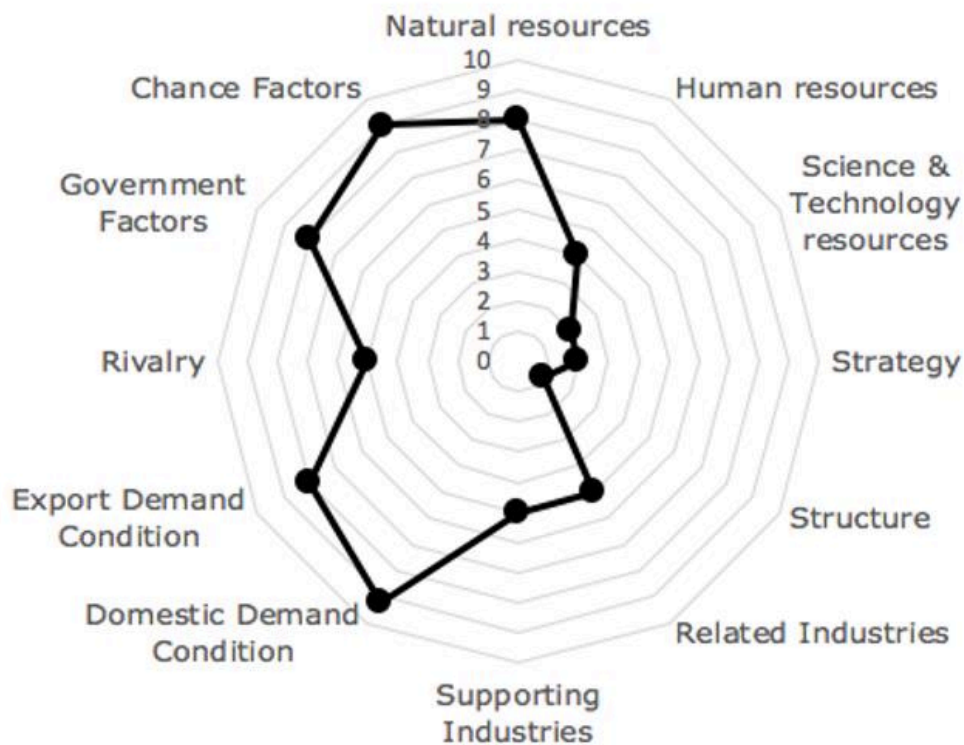 Natural resources
10
9
8
7
6
5
4
3
2
1
0
Human resources
Science &
Technology
resources
Strategy
Structure
Related Industries
Supporting
Industries
Domestic Demand
Condition
Export Demand
Condition
Rivalry
Government
Factors
Chance Factors